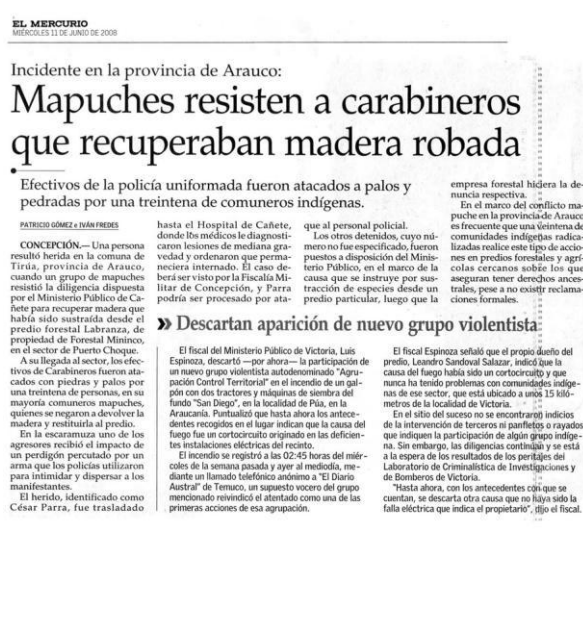 EL MERCURIO
MIÉRCOLES 11 DE JUNIO DE 2008
Incidente en la provincia de Arauco:
Mapuches resisten a carabineros
que recuperaban madera robada
Efectivos de la policía uniformada fueron atacados a palos y
pedradas por una treintena de comuneros indígenas.
PATRICIO GÓMEZ e IVÁN FREDES
CONCEPCIÓN.— Una persona
resultó herida en la comuna de
Tirúa, provincia de Arauco,
cuando un grupo de mapuches
resistió la diligencia dispuesta
por el Ministerio Público de Ca-
ñete para recuperar madera que
había sido sustraída desde el
predio forestal Labranza, de
propiedad de Forestal Mininco,
en el sector de Puerto Choque.
A su llegada al sector, los efec-
tivos de Carabineros fueron ata-
cados con piedras y palos por
una treintena de personas, en su
mayoría comuneros mapuches,
quienes se negaron a devolver la
madera y restituirla al predio.
En la escaramuza uno de los
agresores recibió el impacto de
un perdigón percutado por un
arma que los policías utilizaron
para intimidar y dispersar a los
manifestantes.
El herido, identificado como
César Parra, fue trasladado
hasta el Hospital de Cañete,
donde los médicos le diagnosti-
caron lesiones de mediana gra-
vedad y ordenaron que perma-
neciera internado. El caso de-
berá ser visto por la Fiscalía Mi-
litar de Concepción, y Parra
podría ser procesado por ata-
que al personal policial.
Los otros detenidos, cuyo nú-
mero no fue especificado, fueron
puestos a disposición del Minis-
terio Público, en el marco de la
causa que se instruye por sus-
tracción de especies desde un
predio particular, luego que la
empresa forestal hiciera la de-
nuncia respectiva.
En el marco del conflicto ma-
puche en la provincia de Arauco
es frecuente que una veintena de
comunidades indígenas radica-
lizadas realice este tipo de accio-
nes en predios forestales y agrí-
colas cercanos sobre los que
aseguran tener derechos ances-
trales, pese a no existir reclama-
ciones formales.
» Descartan aparición de nuevo grupo violentista
El fiscal del Ministerio Público de Victoria, Luis
Espinoza, descartó —por ahora— la participación de
un nuevo grupo violentista autodenominado "Agru-
pación Control Territorial" en el incendio de un gal-
pón con dos tractores y máquinas de siembra del
fundo "San Diego", en la localidad de Púa, en la
Araucanía. Puntualizó que hasta ahora los antece-
dentes recogidos en el lugar indican que la causa del
fuego fue un cortocircuito originado en las deficien-
tes instalaciones eléctricas del recinto.
El incendio se registró a las 02:45 horas del miér-
coles de la semana pasada y ayer al mediodía, me-
diante un llamado telefónico anónimo a "El Diario
Austral" de Temuco, un supuesto vocero del grupo
mencionado reivindicó el atentado como una de las
primeras acciones de esa agrupación.
El fiscal Espinoza señaló que el propio dueño del
predio, Leandro Sandoval Salazar, indicó que la
causa del fuego había sido un cortocircuito y que
nunca ha tenido problemas con comunidades indíge-
nas de ese sector, que está ubicado a unos 15 kiló-
metros de la localidad de Victoria.
En el sitio del suceso no se encontraron indicios
de la intervención de terceros ni panfletos o rayados
que indiquen la participación de algún grupo indíge-
na. Sin embargo, las diligencias continúan y se está
a la espera de los resultados de los peritajes del
Laboratorio de Criminalística de Investigaciones y
de Bomberos de Victoria.
"Hasta ahora, con los antecedentes con que se
cuentan, se descarta otra causa que no haya sido la
falla eléctrica que indica el propietario", dijo el fiscal.